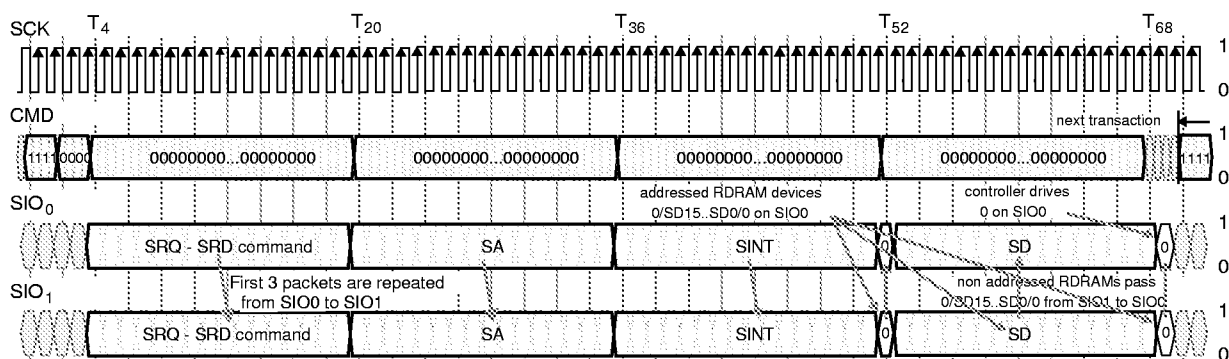 SCK T4 T20 T36 T52 T68 1
0
CMD next transaction 1
1111 0000 00000000...00000000 00000000...00000000 00000000...00000000 00000000...00000000 1111
0
addressed RDRAM devices controller drives
SIO0 0/SD15..SD0/0 on SIO0 0 on SIO0 1
SRQ - SRD command SA SINT 0 SD 0
0
First 3 packets are repeated non addressed RDRAMs pass
SIO1 from SIO0 to SIO1 0/SD15..SD0/0 from SIO1 to SIO0 1
SRQ - SRD command SA SINT 0 SD 0
0